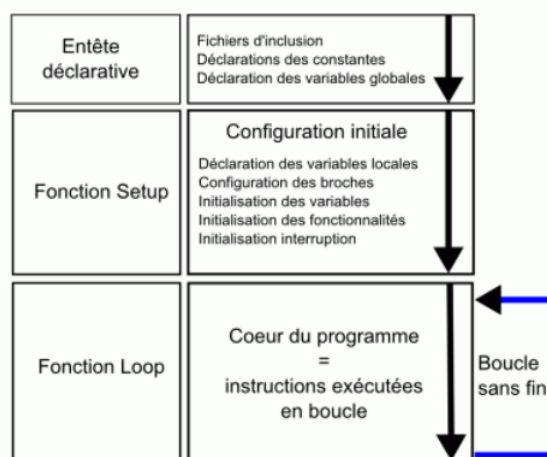 Entête
déclarative
Fichiers d'inclusion
Déclarations des constantes
Déclaration des variables globales
Fonction Setup
Configuration initiale
Déclaration des variables locales
Configuration des broches
Initialisation des variables
Initialisation des fonctionnalités
Initialisation interruption
Fonction Loop
Coeur du programme
=
instructions exécutées
en boucle
Boucle
sans fin